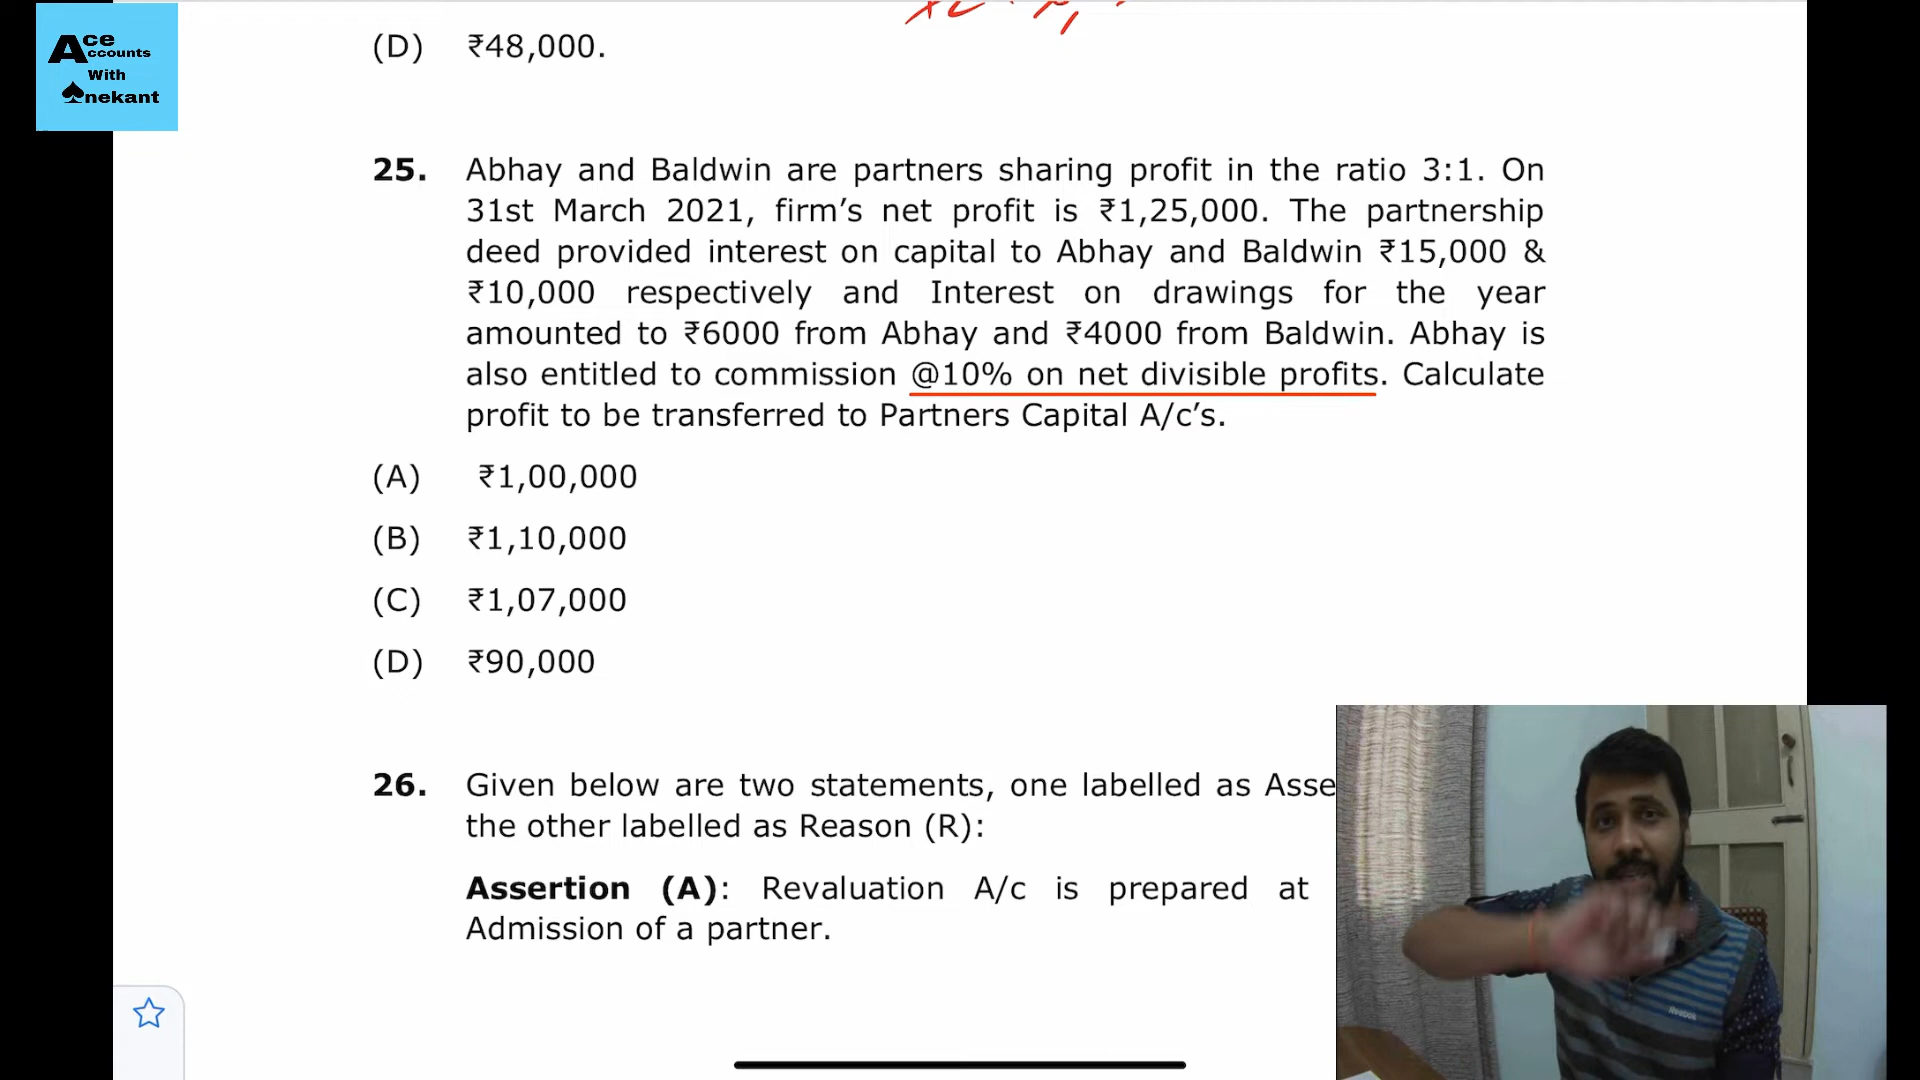 Ace
Accounts
With
Anekant
(D) ₹48,000.
25. Abhay and Baldwin are partners sharing profit in the ratio 3:1. On
31st March 2021, firm’s net profit is ₹1,25,000. The partnership
deed provided interest on capital to Abhay and Baldwin ₹15,000 &
₹10,000 respectively and Interest on drawings for the year
amounted to ₹6000 from Abhay and ₹4000 from Baldwin. Abhay is
also entitled to commission @10% on net divisible profits. Calculate
profit to be transferred to Partners Capital A/c’s.
(A) ₹1,00,000
(B) ₹1,10,000
(C) ₹1,07,000
(D) ₹90,000
26. Given below are two statements, one labelled as Asse
the other labelled as Reason (R):
Assertion (A): Revaluation A/c is prepared at
Admission of a partner.
Reebok